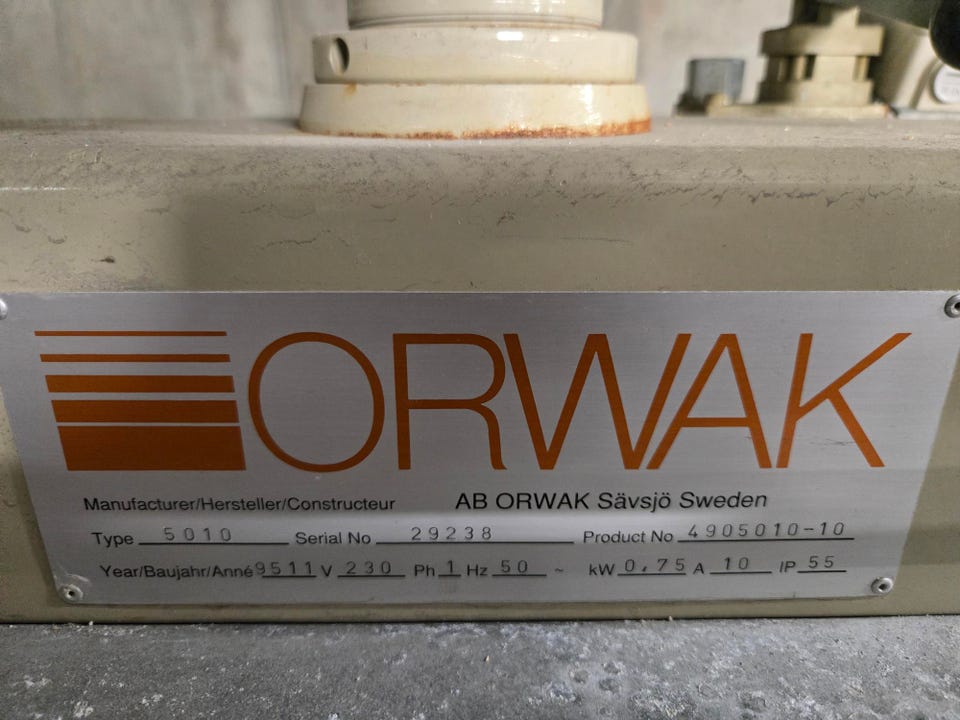 ORWAK
Manufacturer/Hersteller/Constructeur AB ORWAK Sävsjö Sweden
Type 5010 Serial No 29238 Product No 4905010-10
Year/Baujahr/Anné 9511 V 230 Ph 1 Hz 50 ~ kW 0,75 A 10 IP 55